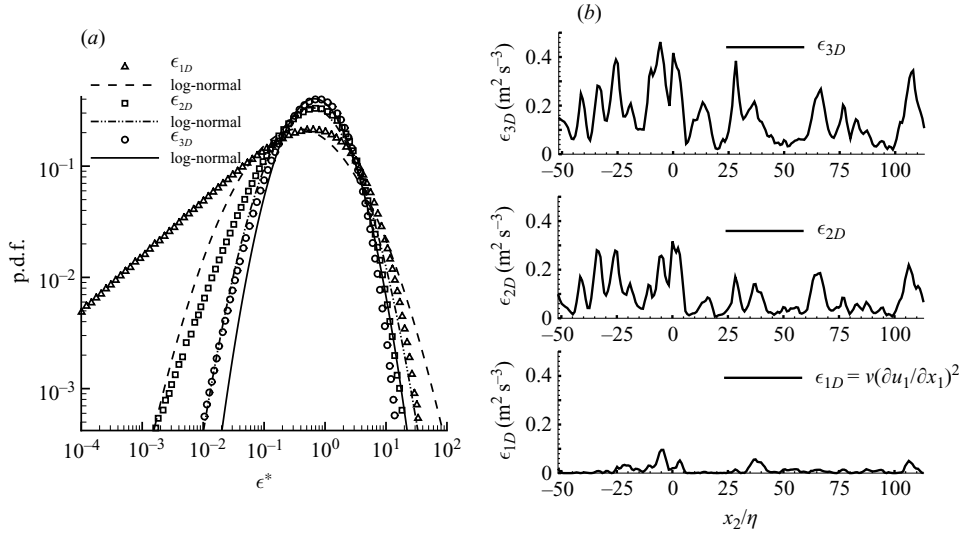 (a)
ϵ1D
log-normal
ϵ2D
log-normal
ϵ3D
log-normal
10–1
10–2
10–3
p.d.f.
10–4 10–3 10–2 10–1 100 101 102
ϵ*
(b)
ϵ3D
ϵ3D (m2 s–3)
0.4
0.2
0
–50 –25 0 25 50 75 100
ϵ2D
ϵ2D (m2 s–3)
0.4
0.2
0
–50 –25 0 25 50 75 100
ϵ1D = ν(∂u1/∂x1)2
ϵ1D (m2 s–3)
0.4
0.2
0
–50 –25 0 25 50 75 100
x2/η